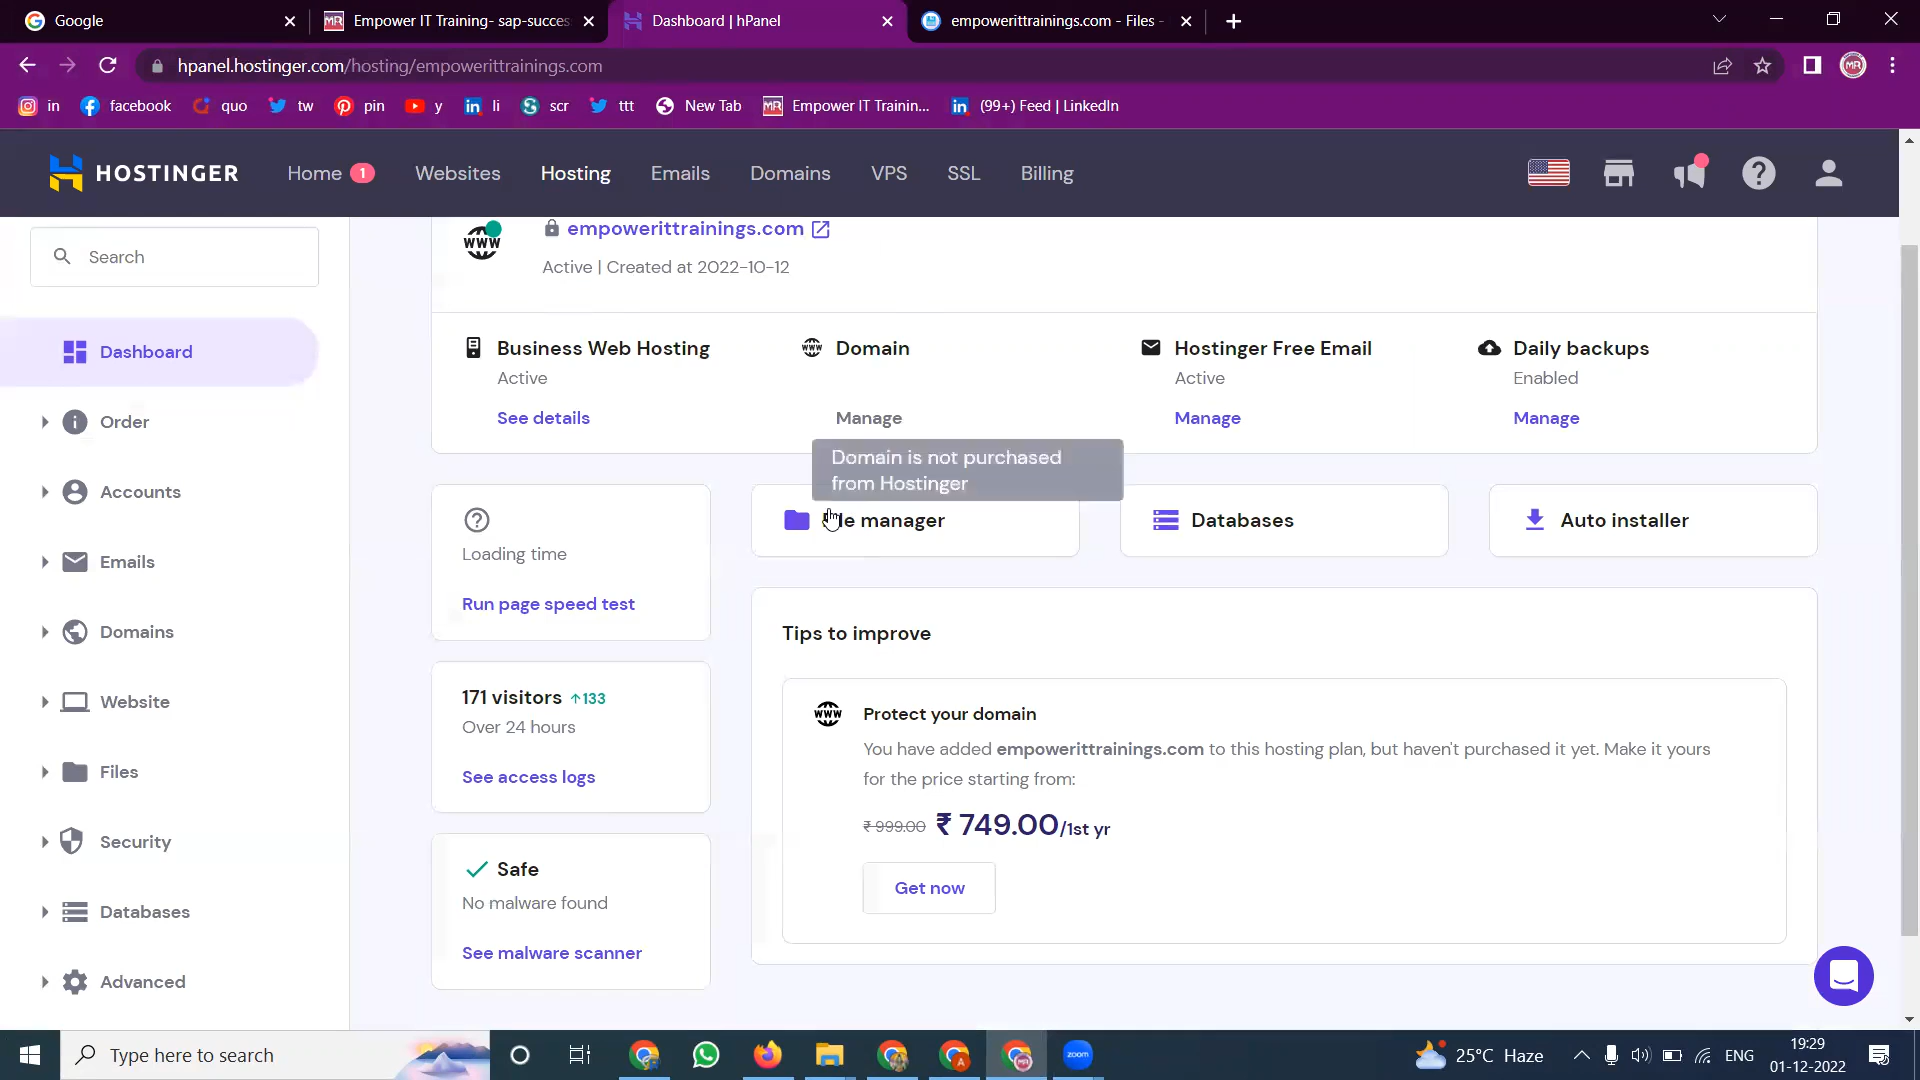 Google
Empower IT Training- sap-succes
Dashboard | hPanel
empowerittrainings.com - Files -
hpanel.hostinger.com/hosting/empowerittrainings.com
in
facebook
quo
tw
pin
y
li
scr
ttt
New Tab
Empower IT Trainin...
(99+) Feed | LinkedIn
HOSTINGER
Home 1
Websites
Hosting
Emails
Domains
VPS
SSL
Billing
Search
Dashboard
Order
Accounts
Emails
Domains
Website
Files
Security
Databases
Advanced
www
empowerittrainings.com
Active | Created at 2022-10-12
Business Web Hosting
Active
See details
Domain
Manage
Hostinger Free Email
Active
Manage
Daily backups
Enabled
Manage
Domain is not purchased
from Hostinger
Loading time
Run page speed test
manager
Databases
Auto installer
171 visitors 133
Over 24 hours
See access logs
Safe
No malware found
See malware scanner
Tips to improve
www
Protect your domain
You have added empowerittrainings.com to this hosting plan, but haven't purchased it yet. Make it yours
for the price starting from:
₹ 999.00 ₹ 749.00/1st yr
Get now
Type here to search
zoom
25°C Haze
ENG
19:29
01-12-2022